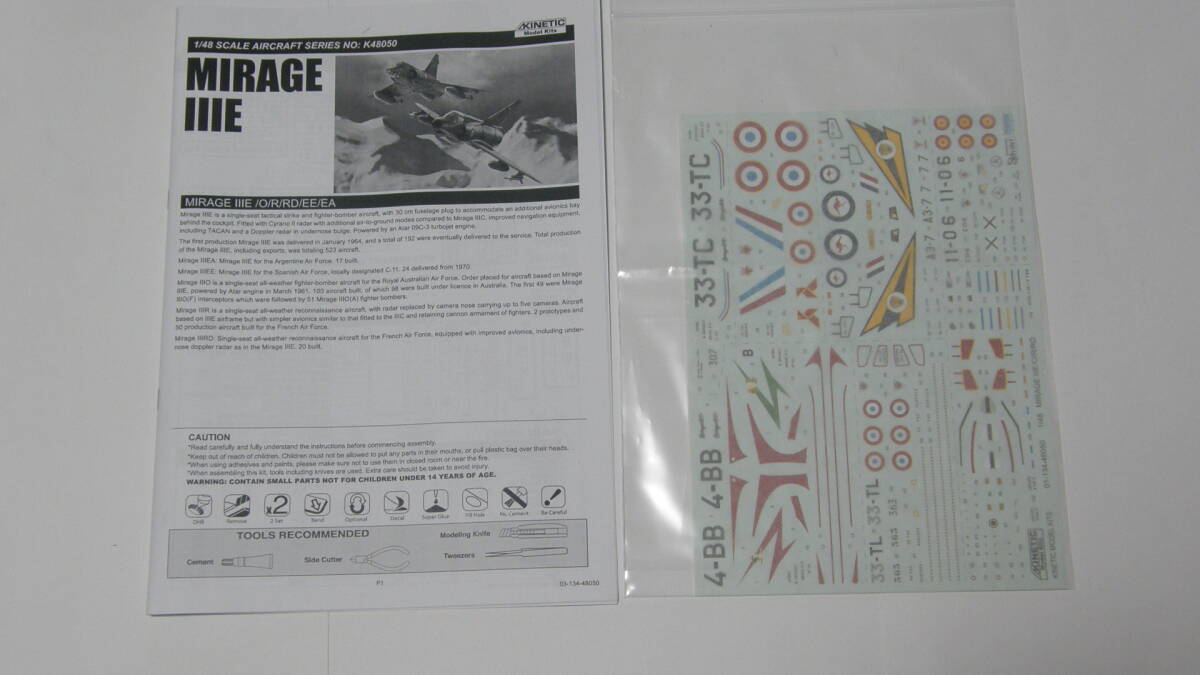 KINETIC
Model Kits
1/48 SCALE AIRCRAFT SERIES NO: K48050
MIRAGE
IIIE
MIRAGE IIIE /O/R/RD/EE/EA
Mirage IIIE is a single-seat tactical strike and fighter-bomber aircraft, with 30 cm fuselage plug to accommodate an additional avionics bay
behind the cockpit. Fitted with Cyrano II radar with additional air-to-ground modes compared to Mirage IIIC, improved navigation equipment,
including TACAN and a Doppler radar in undernose bulge. Powered by an Atar 09C-3 turbojet engine.
The first production Mirage IIIE was delivered in January 1964, and a total of 192 were eventually delivered to the service. Total production
of the Mirage IIIE, including exports, was totaling 523 aircraft.
Mirage IIIEA: Mirage IIIE for the Argentine Air Force. 17 built.
Mirage IIIEE: Mirage IIIE for the Spanish Air Force, locally designated C-11. 24 delivered from 1970.
Mirage IIIO is a single-seat all-weather fighter-bomber aircraft for the Royal Australian Air Force. Order placed for aircraft based on Mirage
IIIE, powered by Atar engine in March 1961. 100 aircraft built, of which 98 were built under licence in Australia. The first 49 were Mirage
IIIO(F) interceptors which were followed by 51 Mirage IIIO(A) fighter bombers.
Mirage IIIR is a single-seat all-weather reconnaissance aircraft, with radar replaced by camera nose carrying up to five cameras. Aircraft
based on IIIE airframe but with simpler avionics similar to that fitted to the IIIC and retaining cannon armament of fighters. 2 prototypes and
50 production aircraft built for the French Air Force.
Mirage IIIRD: Single-seat all-weather reconnaissance aircraft for the French Air Force, equipped with improved avionics, including under-
nose doppler radar as in the Mirage IIIE. 20 built.
CAUTION
*Read carefully and fully understand the instructions before commencing assembly.
*Keep out of reach of children. Children must not be allowed to put any parts in their mouths, or pull plastic bag over their heads.
*When using adhesives and paints, please make sure not to use them in closed room or near the fire.
*When assembling this kit, tools including knives are used. Extra care should be taken to avoid injury.
WARNING: CONTAIN SMALL PARTS NOT FOR CHILDREN UNDER 14 YEARS OF AGE.
x2
Remove
2 Set
Bend
Optional
Decal
Super Glue
Fill Hole
No Cement
Be Careful
TOOLS RECOMMENDED
Cement
Side Cutter
Modeling Knife
Tweezers
P1
03-134-48050
33-TC
33-TC
A3-7
A3-7
7
7
11-06
11-06
307
B
4-BB
4-BB
33-TL
33-TL
365
363
KINETIC
KINETIC MODEL KITS
01-134-48050
1/48
MIRAGE IIIE/O/R/RD